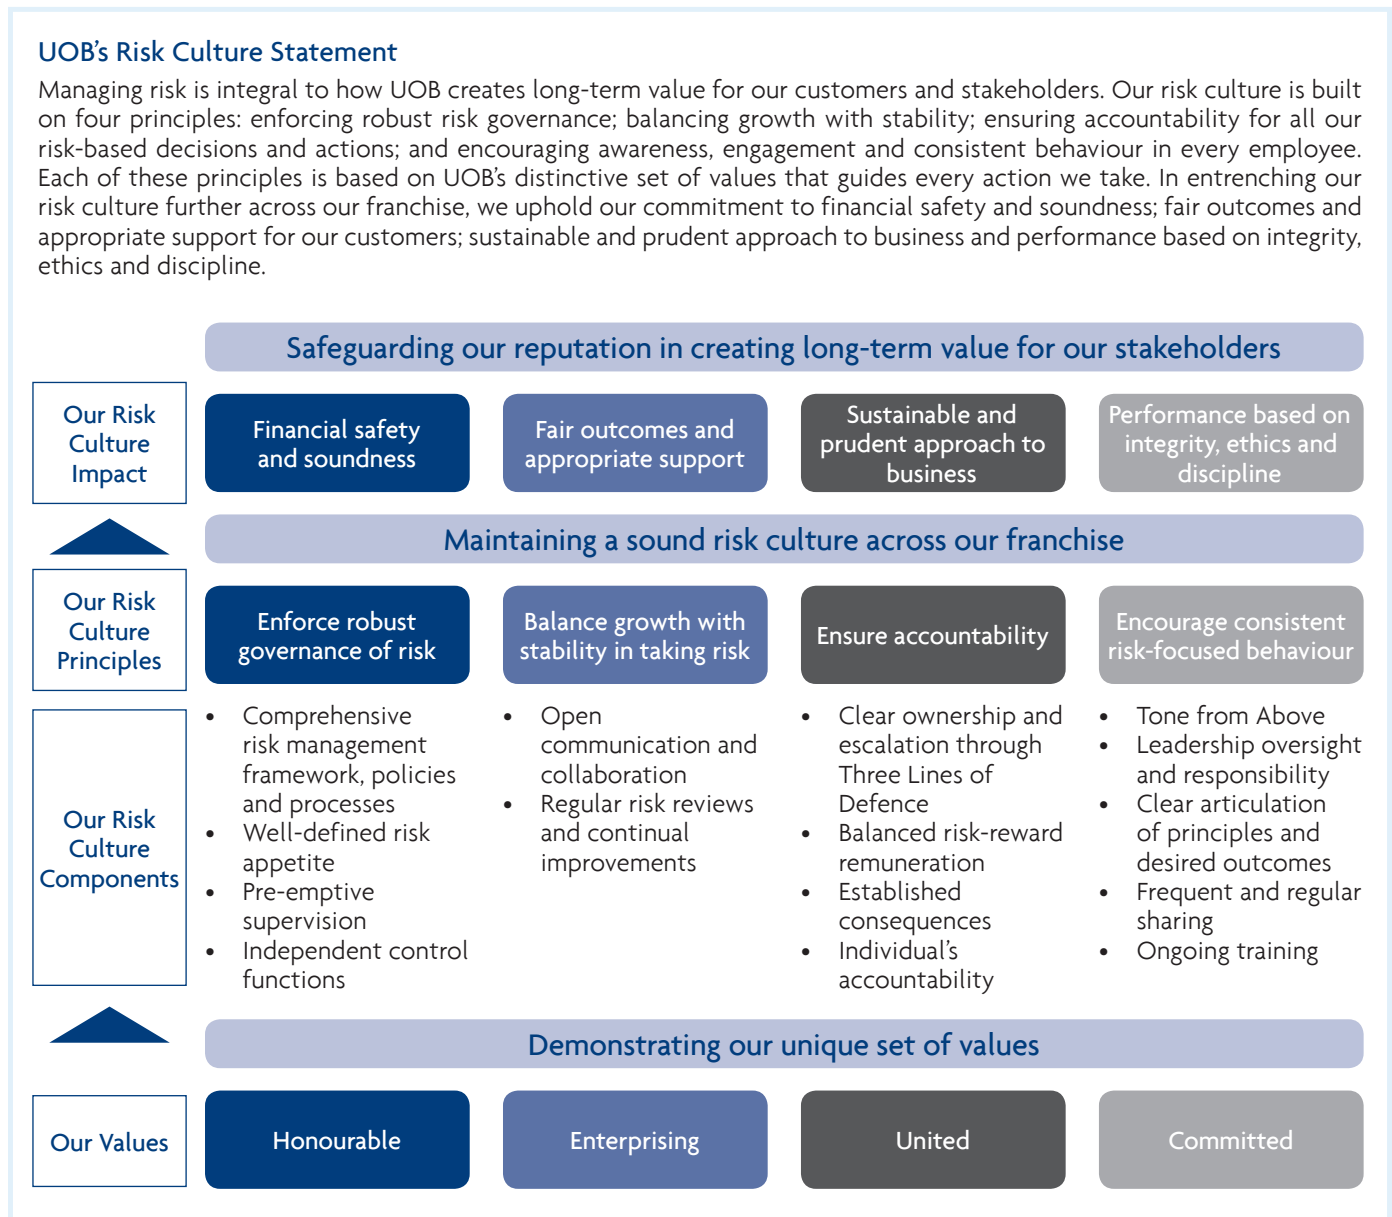 UOB’s Risk Culture Statement
Managing risk is integral to how UOB creates long-term value for our customers and stakeholders. Our risk culture is built
on four principles: enforcing robust risk governance; balancing growth with stability; ensuring accountability for all our
risk-based decisions and actions; and encouraging awareness, engagement and consistent behaviour in every employee.
Each of these principles is based on UOB’s distinctive set of values that guides every action we take. In entrenching our
risk culture further across our franchise, we uphold our commitment to financial safety and soundness; fair outcomes and
appropriate support for our customers; sustainable and prudent approach to business and performance based on integrity,
ethics and discipline.
Safeguarding our reputation in creating long-term value for our stakeholders
Our Risk
Culture
Impact
Financial safety
and soundness
Fair outcomes and
appropriate support
Sustainable and
prudent approach to
business
Performance based on
integrity, ethics and
discipline
Maintaining a sound risk culture across our franchise
Our Risk
Culture
Principles
Enforce robust
governance of risk
Balance growth with
stability in taking risk
Ensure accountability
Encourage consistent
risk-focused behaviour
Our Risk
Culture
Components
• Comprehensive
risk management
framework, policies
and processes
• Well-defined risk
appetite
• Pre-emptive
supervision
• Independent control
functions
• Open
communication and
collaboration
• Regular risk reviews
and continual
improvements
• Clear ownership and
escalation through
Three Lines of
Defence
• Balanced risk-reward
remuneration
• Established
consequences
• Individual’s
accountability
• Tone from Above
• Leadership oversight
and responsibility
• Clear articulation
of principles and
desired outcomes
• Frequent and regular
sharing
• Ongoing training
Demonstrating our unique set of values
Our Values
Honourable
Enterprising
United
Committed